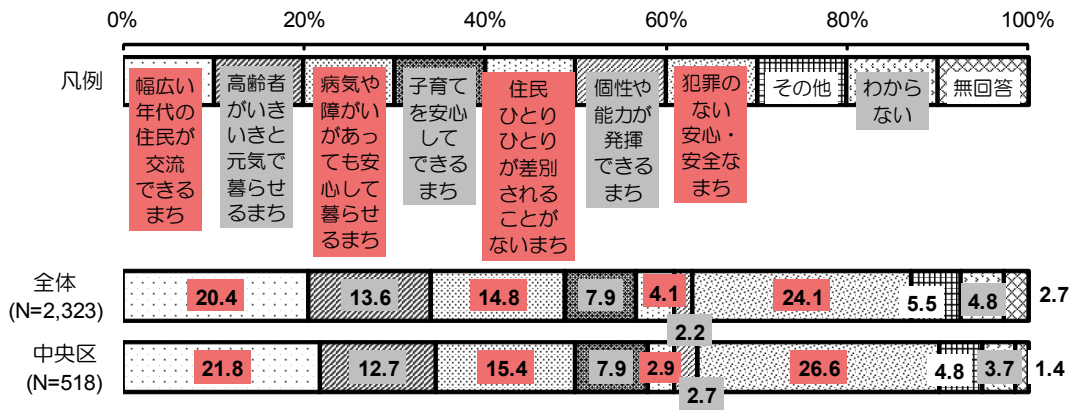 0% 20% 40% 60% 80% 100%
凡例
幅広い
年代の
住民が
交流
できる
まち
高齢者
がいき
いきと
元気で
暮らせ
るまち
病気や
障がい
があっ
ても安
心して
暮らせ
るまち
子育て
を安心
して
できる
まち
住民
ひとり
ひとり
が差別
される
ことが
ないまち
個性や
能力が
発揮
できる
まち
犯罪の
ない
安心・
安全な
まち
その他
わから
ない
無回答
全体
(N=2,323)
20.4 13.6 14.8 7.9 4.1 2.2 24.1 5.5 4.8 2.7
中央区
(N=518)
21.8 12.7 15.4 7.9 2.9 2.7 26.6 4.8 3.7 1.4